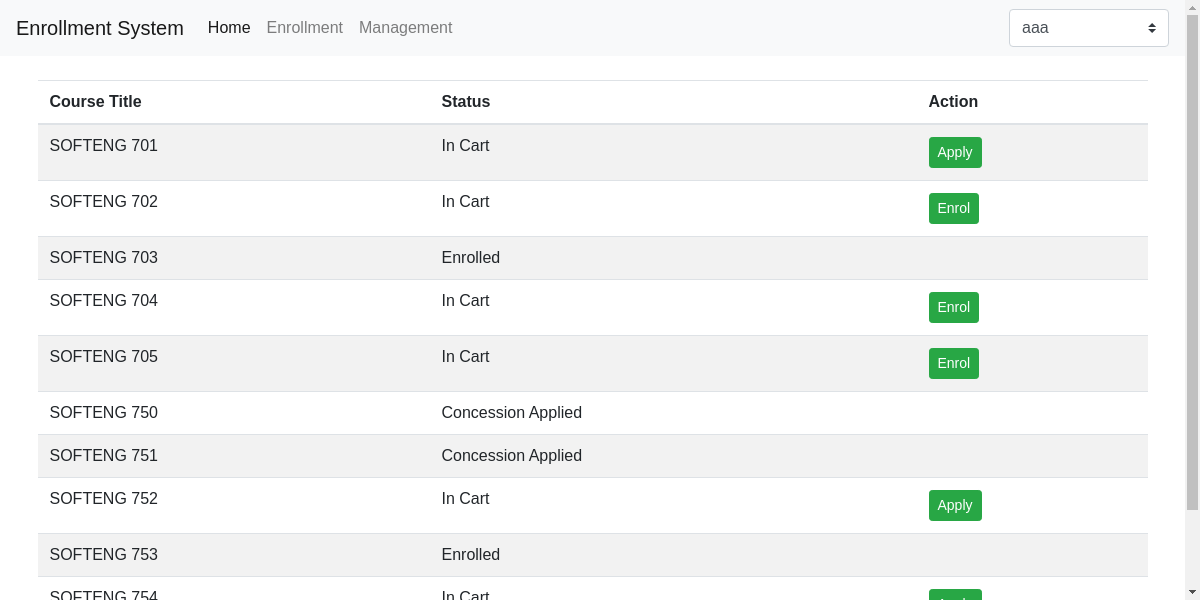 Enrollment System Home Enrollment Management aaa
Course Title Status Action
SOFTENG 701 In Cart Apply
SOFTENG 702 In Cart Enrol
SOFTENG 703 Enrolled
SOFTENG 704 In Cart Enrol
SOFTENG 705 In Cart Enrol
SOFTENG 750 Concession Applied
SOFTENG 751 Concession Applied
SOFTENG 752 In Cart Apply
SOFTENG 753 Enrolled
SOFTENG 754 In Cart